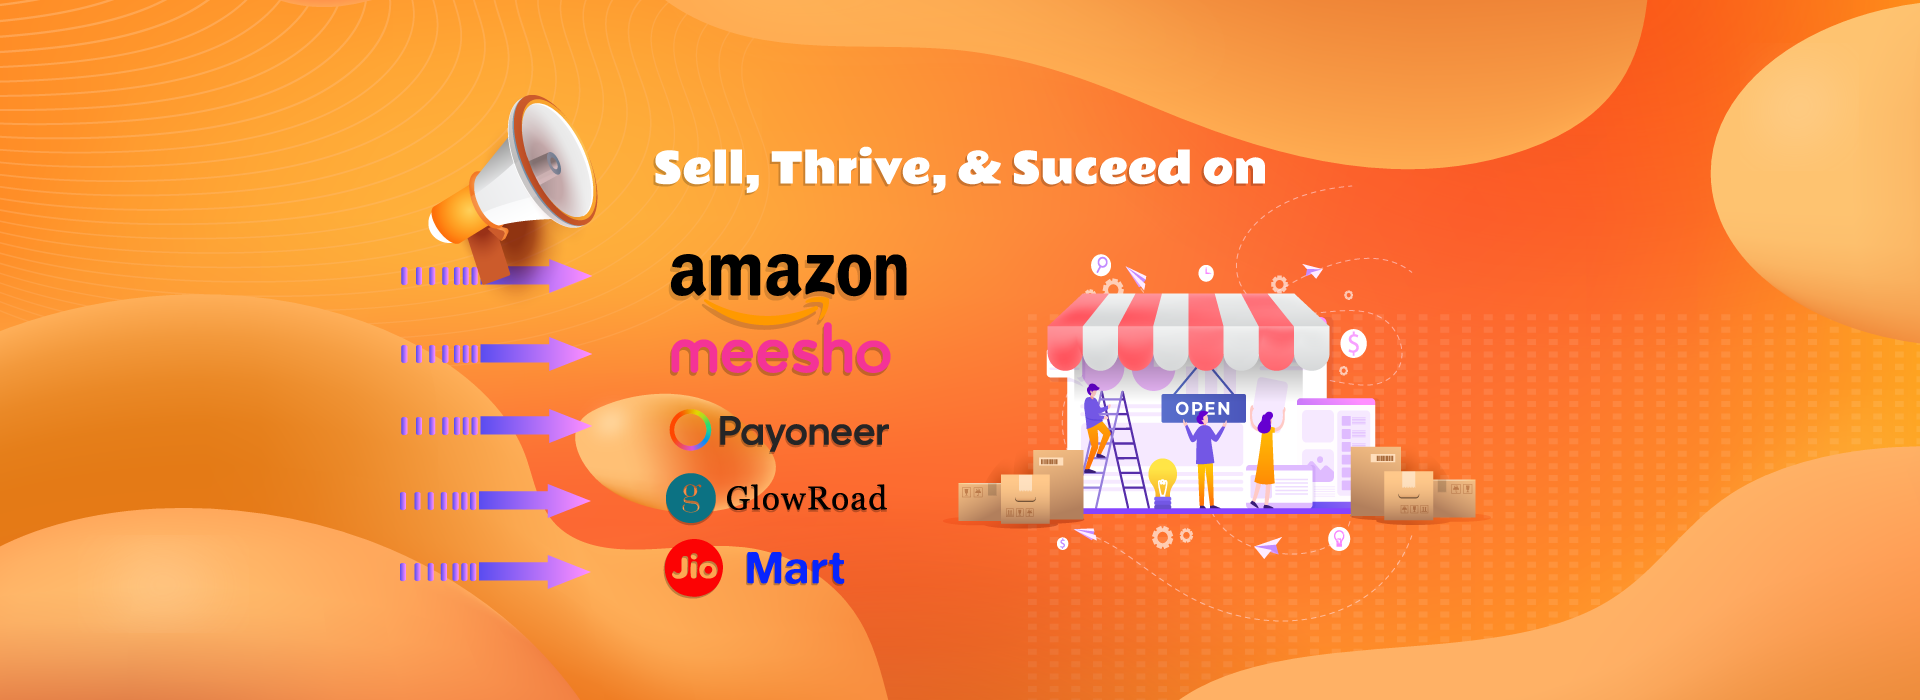 Sell, Thrive, & Suceed on
amazon
meesho
Payoneer
g GlowRoad
Jio Mart
OPEN